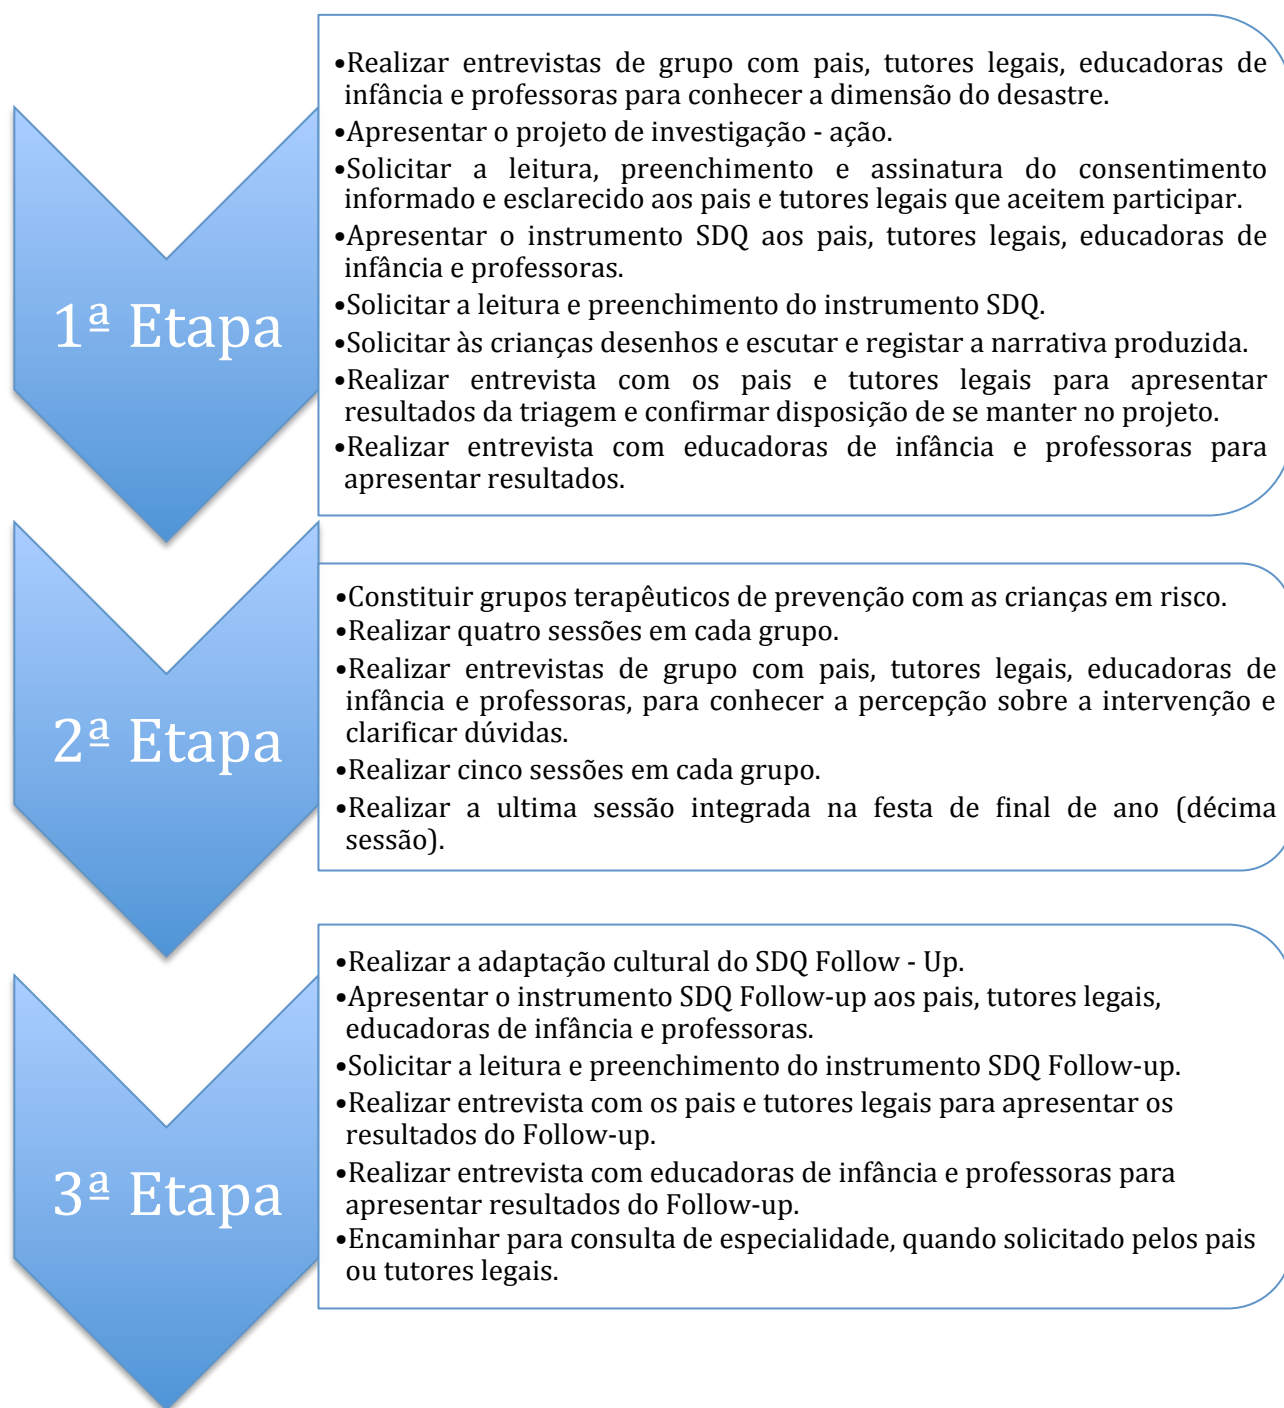 1ª Etapa
•Realizar entrevistas de grupo com pais, tutores legais, educadoras de
infância e professoras para conhecer a dimensão do desastre.
•Apresentar o projeto de investigação - ação.
•Solicitar a leitura, preenchimento e assinatura do consentimento
informado e esclarecido aos pais e tutores legais que aceitem participar.
•Apresentar o instrumento SDQ aos pais, tutores legais, educadoras de
infância e professoras.
•Solicitar a leitura e preenchimento do instrumento SDQ.
•Solicitar às crianças desenhos e escutar e registar a narrativa produzida.
•Realizar entrevista com os pais e tutores legais para apresentar
resultados da triagem e confirmar disposição de se manter no projeto.
•Realizar entrevista com educadoras de infância e professoras para
apresentar resultados.
2ª Etapa
•Constituir grupos terapêuticos de prevenção com as crianças em risco.
•Realizar quatro sessões em cada grupo.
•Realizar entrevistas de grupo com pais, tutores legais, educadoras de
infância e professoras, para conhecer a percepção sobre a intervenção e
clarificar dúvidas.
•Realizar cinco sessões em cada grupo.
•Realizar a ultima sessão integrada na festa de final de ano (décima
sessão).
3ª Etapa
•Realizar a adaptação cultural do SDQ Follow - Up.
•Apresentar o instrumento SDQ Follow-up aos pais, tutores legais,
educadoras de infância e professoras.
•Solicitar a leitura e preenchimento do instrumento SDQ Follow-up.
•Realizar entrevista com os pais e tutores legais para apresentar os
resultados do Follow-up.
•Realizar entrevista com educadoras de infância e professoras para
apresentar resultados do Follow-up.
•Encaminhar para consulta de especialidade, quando solicitado pelos pais
ou tutores legais.